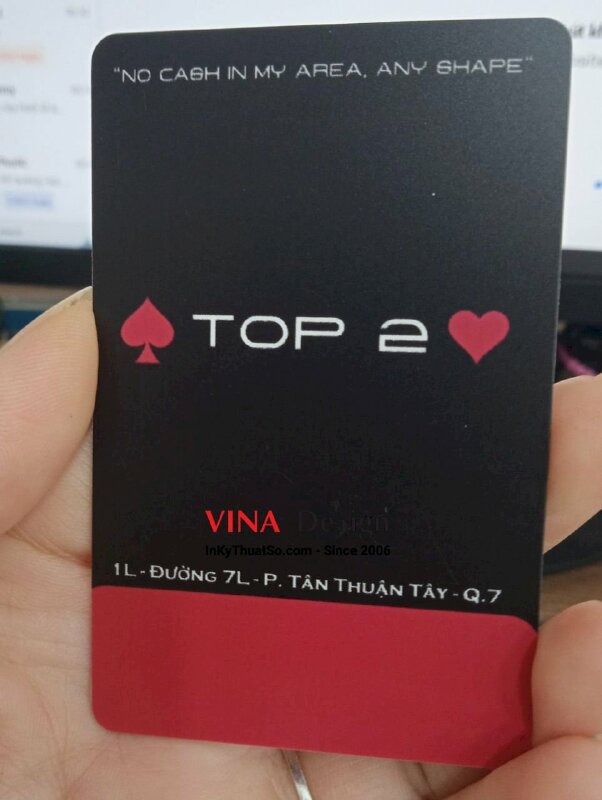 "NO CASH IN MY AREA, ANY SHAPE"
TOP 2
VINA Design
InKyThuatSo.com - Since 2006
1L - ĐƯỜNG 7L - P. TÂN THUẬN TÂY - Q.7